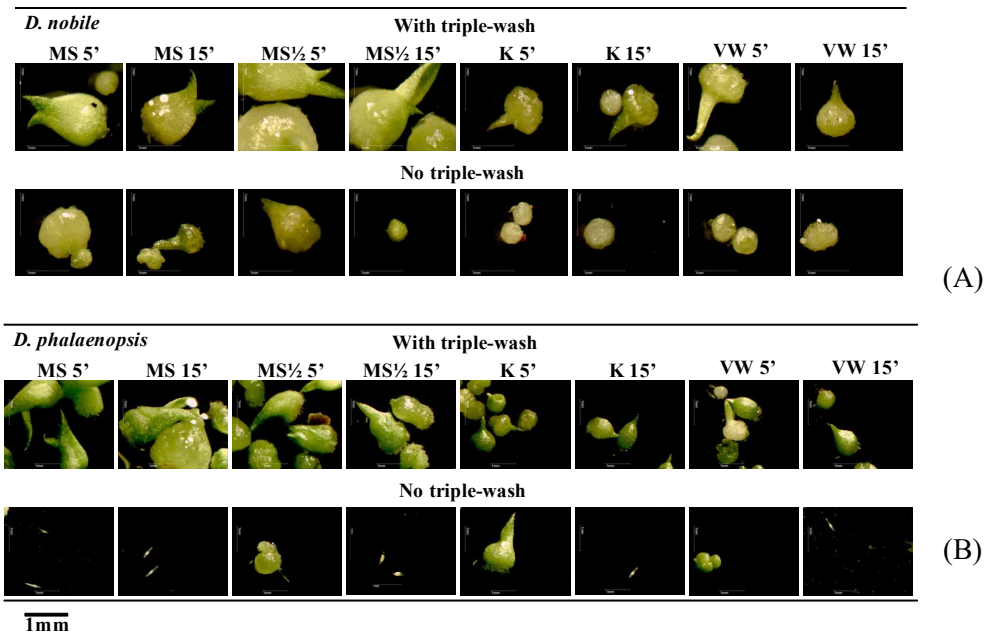 D. nobile
With triple-wash
MS 5’ MS 15’ MS½ 5’ MS½ 15’ K 5’ K 15’ VW 5’ VW 15’
No triple-wash
(A)
D. phalaenopsis
With triple-wash
MS 5’ MS 15’ MS½ 5’ MS½ 15’ K 5’ K 15’ VW 5’ VW 15’
No triple-wash
(B)
1mm